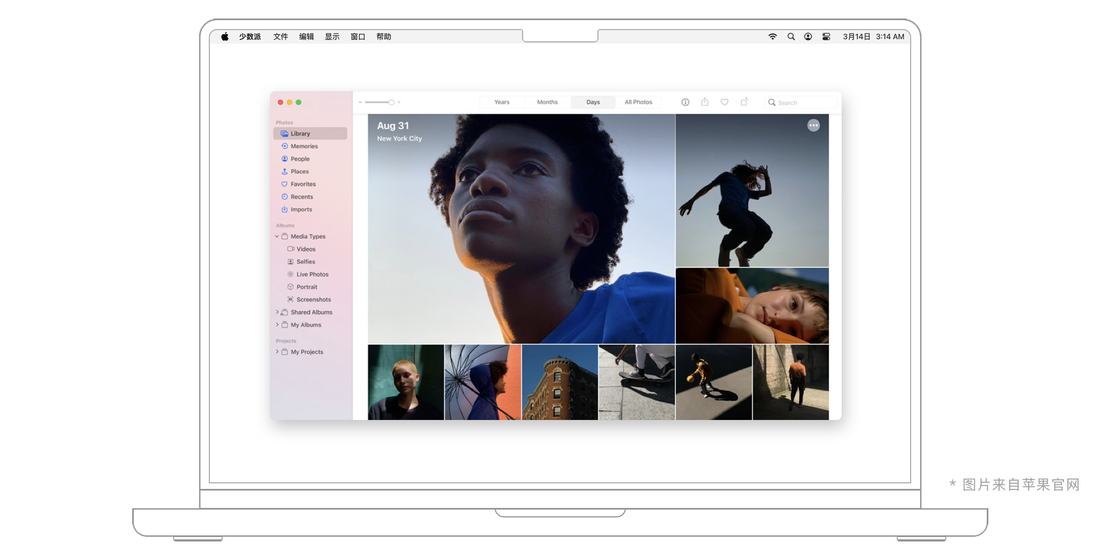 少数派 文件 编辑 显示 窗口 帮助 3月14日 3:14 AM
Years Months Days All Photos Search
Photos
Library
Memories
People
Places
Favorites
Recents
Imports
Albums
Media Types
Videos
Selfies
Live Photos
Portrait
Screenshots
Shared Albums
My Albums
Projects
My Projects
Aug 31
New York City
* 图片来自苹果官网